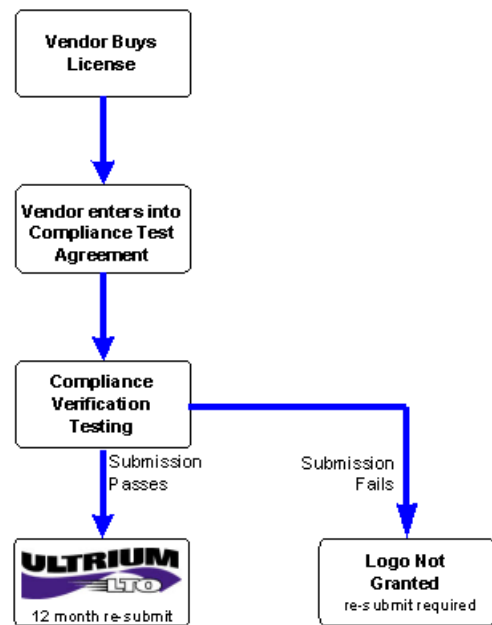 Vendor Buys
License
Vendor enters into
Compliance Test
Agreement
Compliance
Verification
Testing
Submission
Passes
Submission
Fails
ULTRIUM
LTO
12 month re-submit
Logo Not
Granted
re-submit required